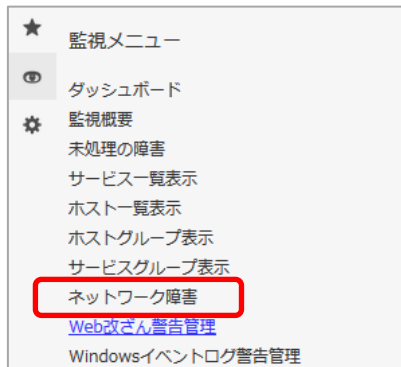 監視メニュー
ダッシュボード
監視概要
未処理の障害
サービス一覧表示
ホスト一覧表示
ホストグループ表示
サービスグループ表示
ネットワーク障害
Web改ざん警告管理
Windowsイベントログ警告管理